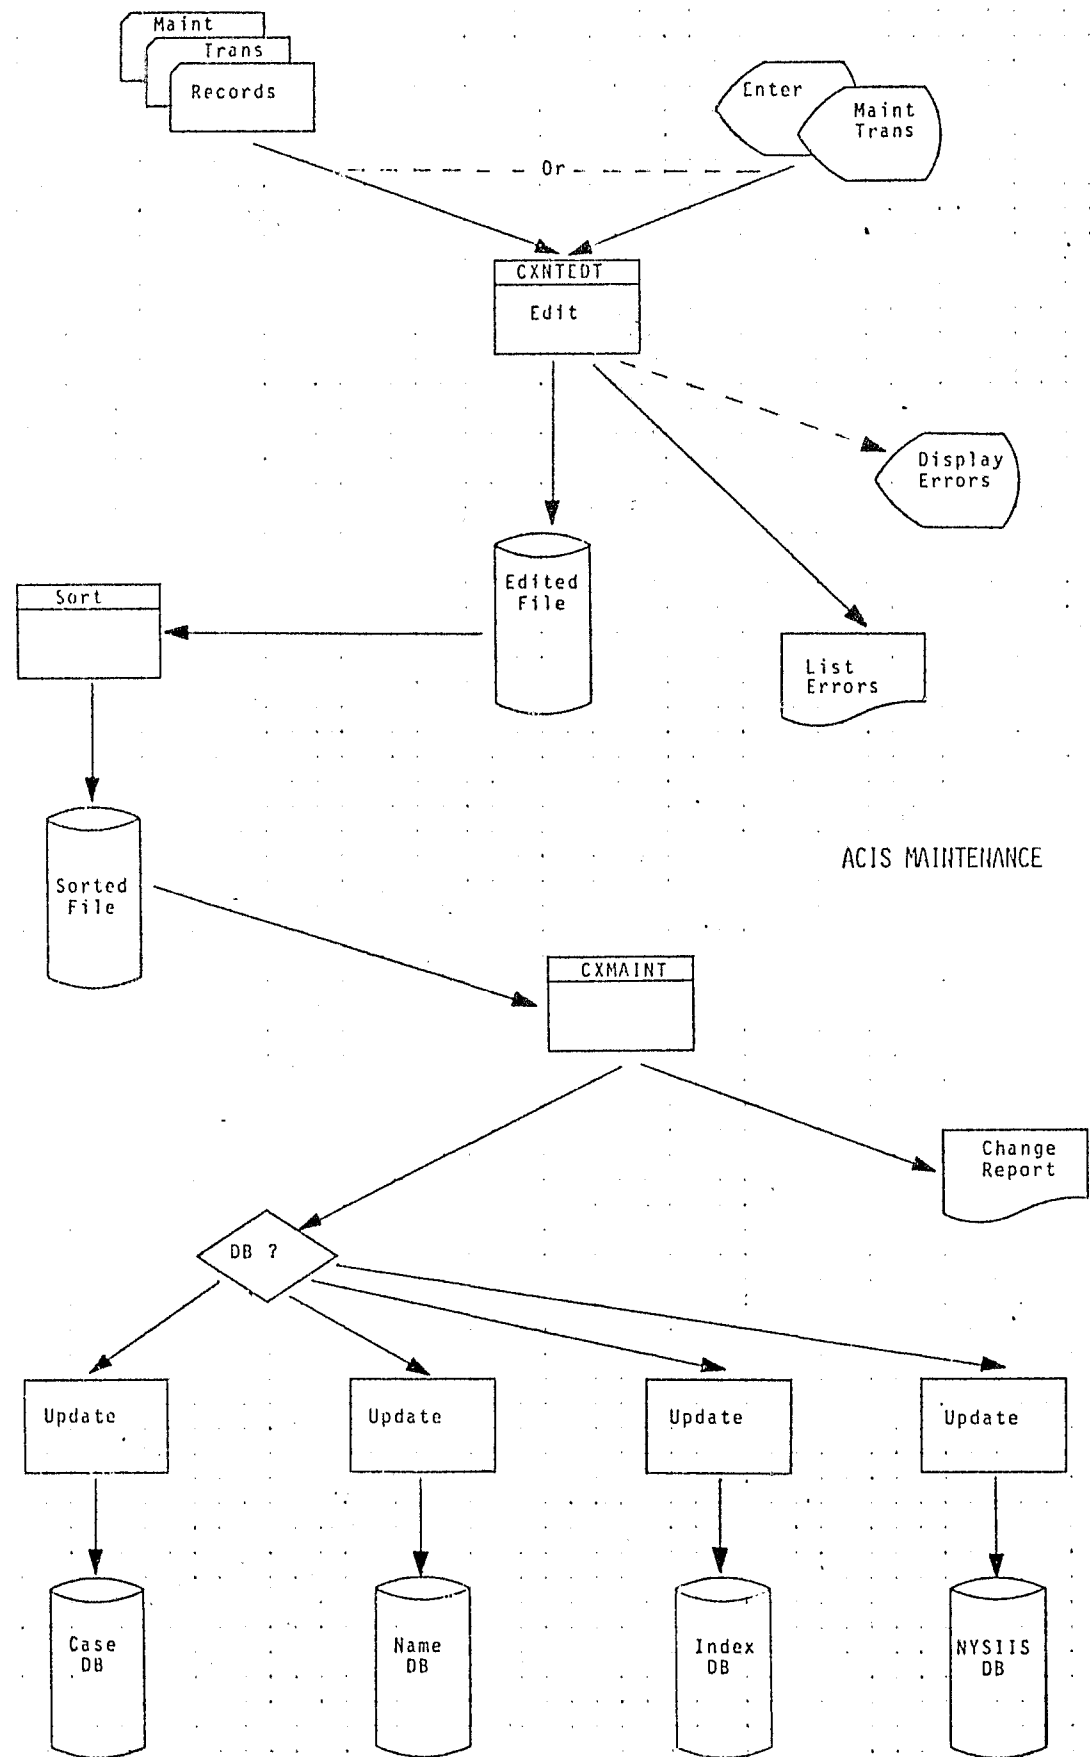 Maint
Trans
Records
Enter
Maint
Trans
Or
CXNTEDT
Edit
Display
Errors
Edited
File
Sort
List
Errors
ACIS MAINTENANCE
Sorted
File
CXMAINT
Change
Report
DB ?
Update
Update
Update
Update
Case
DB
Name
DB
Index
DB
NYSIIS
DB